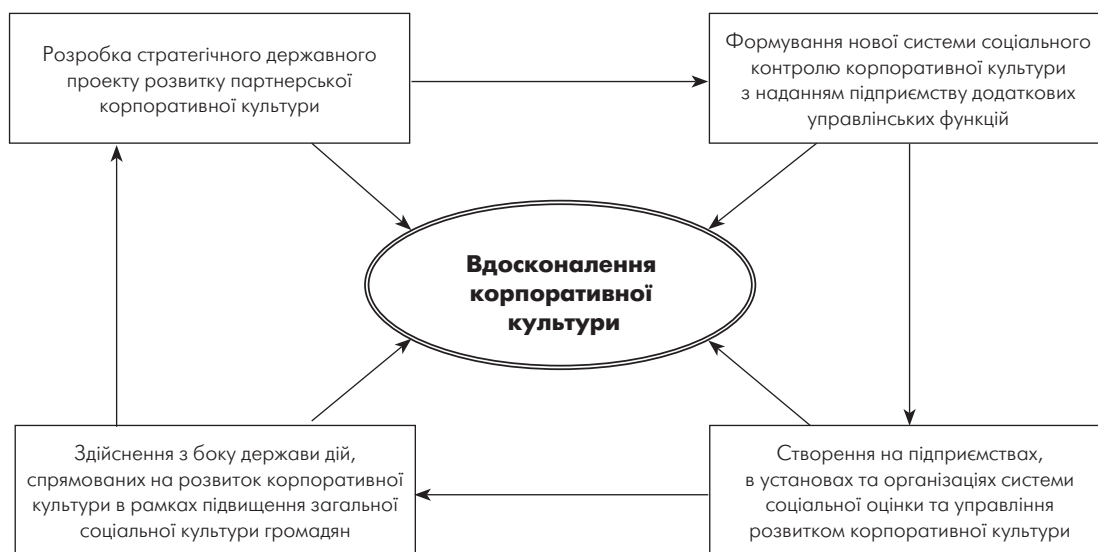 Розробка стратегічного державного
проекту розвитку партнерської
корпоративної культури
Формування нової системи соціального
контролю корпоративної культури
з наданням підприємству додаткових
управлінських функцій
Вдосконалення
корпоративної
культури
Здійснення з боку держави дій,
спрямованих на розвиток корпоративної
культури в рамках підвищення загальної
соціальної культури громадян
Створення на підприємствах,
в установах та організаціях системи
соціальної оцінки та управління
розвитком корпоративної культури